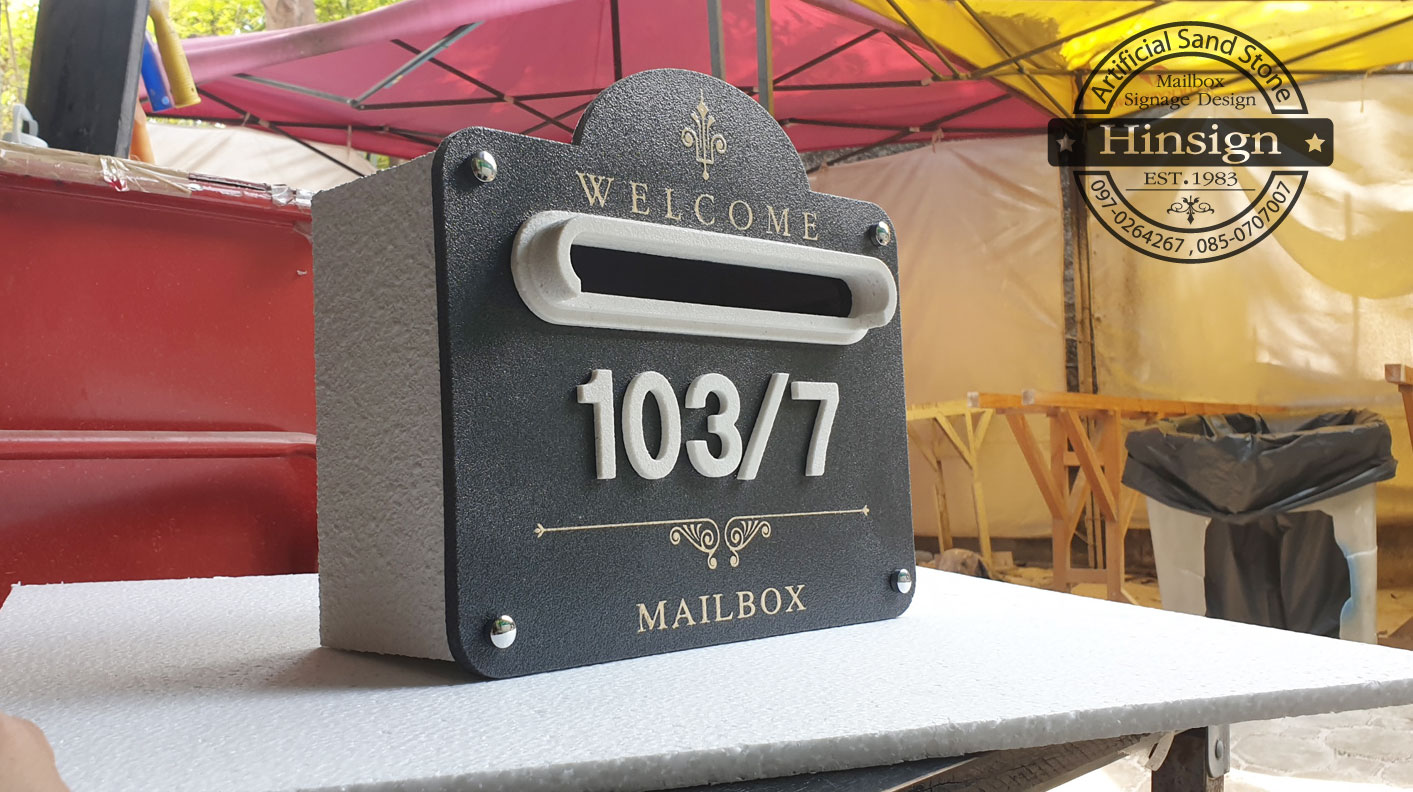 WELCOME
103/7
MAILBOX
Artificial Sand Stone
Mailbox
Signage Design
Hinsign
EST.1983
097-0264267 , 085-0707007